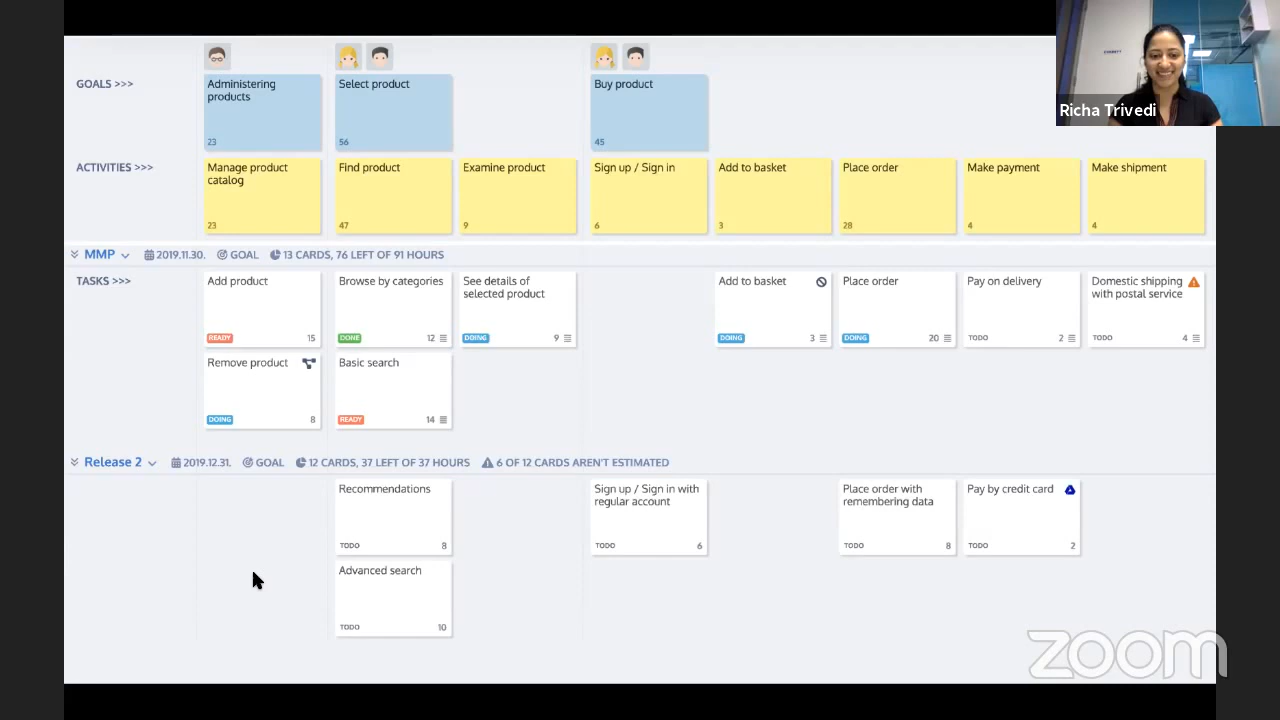 Richa Trivedi
GOALS >>>
Administering
products
23
Select product
56
Buy product
45
ACTIVITIES >>>
Manage product
catalog
23
Find product
47
Examine product
9
Sign up / Sign in
6
Add to basket
3
Place order
28
Make payment
4
Make shipment
4
MMP
2019.11.30.
GOAL
13 CARDS, 76 LEFT OF 91 HOURS
TASKS >>>
Add product
READY
15
Browse by categories
DONE
12
See details of
selected product
DOING
9
Add to basket
DOING
3
Place order
DOING
20
Pay on delivery
TODO
2
Domestic shipping
with postal service
TODO
4
Remove product
DOING
8
Basic search
READY
14
Release 2
2019.12.31.
GOAL
12 CARDS, 37 LEFT OF 37 HOURS
6 OF 12 CARDS AREN'T ESTIMATED
Recommendations
TODO
8
Sign up / Sign in with
regular account
TODO
6
Place order with
remembering data
TODO
8
Pay by credit card
TODO
2
Advanced search
TODO
10
zoom